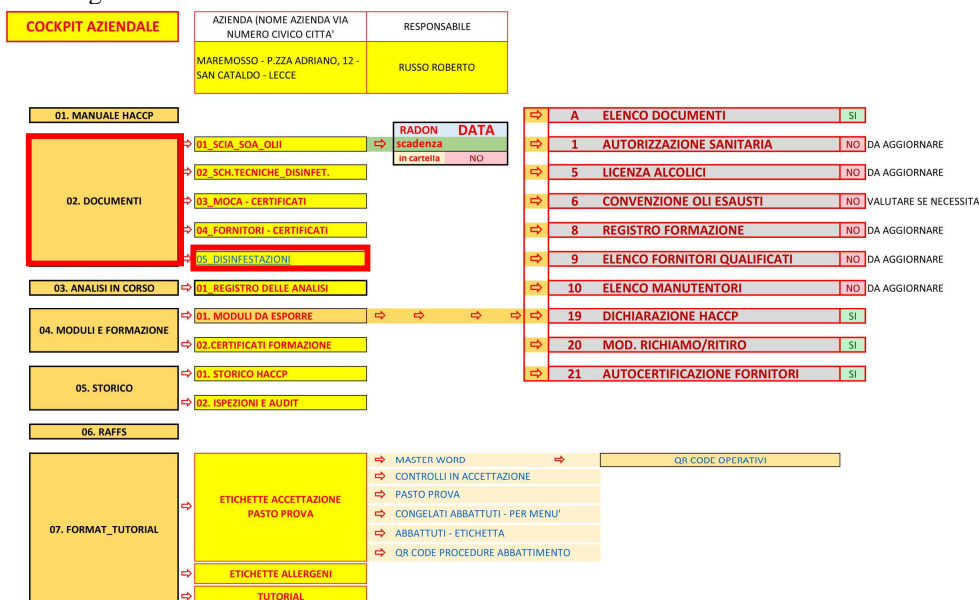 COCKPIT AZIENDALE
AZIENDA (NOME AZIENDA VIA
NUMERO CIVICO CITTA'
RESPONSABILE
MAREMOSSO - P.ZZA ADRIANO, 12 -
SAN CATALDO - LECCE
RUSSO ROBERTO
01. MANUALE HACCP
A ELENCO DOCUMENTI SI
RADON DATA
01_SCIA_SOA_OLII
scadenza
1 AUTORIZZAZIONE SANITARIA NO DA AGGIORNARE
in cartella NO
02_SCH.TECNICHE_DISINFET.
5 LICENZA ALCOLICI NO DA AGGIORNARE
02. DOCUMENTI
03_MOCA - CERTIFICATI
6 CONVENZIONE OLI ESAUSTI NO VALUTARE SE NECESSITA
04_FORNITORI - CERTIFICATI
8 REGISTRO FORMAZIONE NO DA AGGIORNARE
05_DISINFESTAZIONI
9 ELENCO FORNITORI QUALIFICATI NO DA AGGIORNARE
03. ANALISI IN CORSO
01_REGISTRO DELLE ANALISI
10 ELENCO MANUTENTORI NO DA AGGIORNARE
04. MODULI E FORMAZIONE
01. MODULI DA ESPORRE
19 DICHIARAZIONE HACCP SI
02.CERTIFICATI FORMAZIONE
20 MOD. RICHIAMO/RITIRO SI
05. STORICO
01. STORICO HACCP
21 AUTOCERTIFICAZIONE FORNITORI SI
02. ISPEZIONI E AUDIT
06. RAFFS
07. FORMAT_TUTORIAL
ETICHETTE ACCETTAZIONE
PASTO PROVA
MASTER WORD
QR CODE OPERATIVI
CONTROLLI IN ACCETTAZIONE
PASTO PROVA
CONGELATI ABBATTUTI - PER MENU'
ABBATTUTI - ETICHETTA
QR CODE PROCEDURE ABBATTIMENTO
ETICHETTE ALLERGENI
TUTORIAL